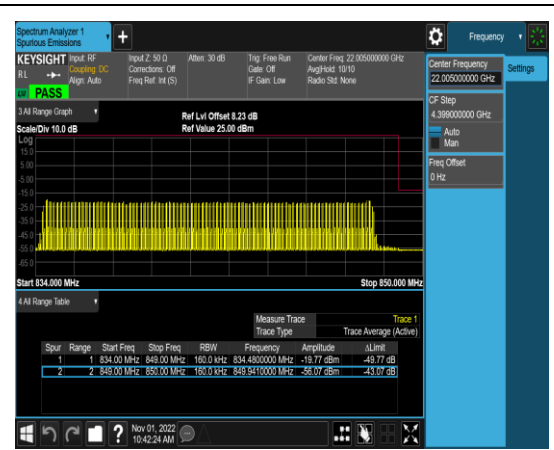 Spectrum Analyzer 1
Spurious Emissions
Frequency
KEYSIGHT
RL
PASS
Input: RF
Coupling: DC
Align: Auto
Input Z: 50 Ω
Corrections: Off
Freq Ref: Int (S)
Atten: 30 dB
Trig: Free Run
Gate: Off
IF Gain: Low
Center Freq: 22.005000000 GHz
Avg|Hold: 10/10
Radio Std: None
Center Frequency
22.005000000 GHz
Settings
CF Step
4.399000000 GHz
Auto
Man
Freq Offset
0 Hz
3 All Range Graph
Scale/Div 10.0 dB
Ref Lvl Offset 8.23 dB
Ref Value 25.00 dBm
Log
15.0
5.00
-5.00
-15.0
-25.0
-35.0
-45.0
-55.0
-65.0
Start 834.000 MHz
Stop 850.000 MHz
4 All Range Table
Measure Trace Trace 1
Trace Type Trace Average (Active)
Spur Range Start Freq Stop Freq RBW Frequency Amplitude ΔLimit
1 1 834.00 MHz 849.00 MHz 160.0 kHz 834.4800000 MHz -19.77 dBm -49.77 dB
2 2 849.00 MHz 850.00 MHz 160.0 kHz 849.9410000 MHz -56.07 dBm -43.07 dB
Nov 01, 2022
10:42:24 AM